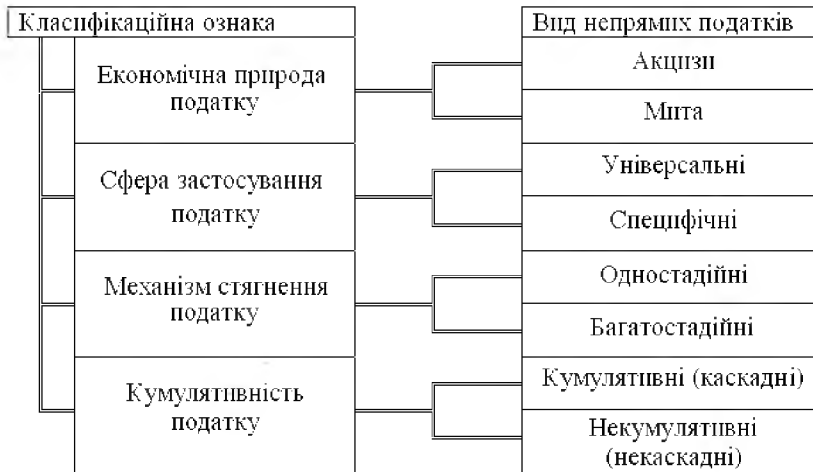 Класифікаційна ознака
Вид непрямих податків
Економічна природа
податку
Акцизи
Мита
Сфера застосування
податку
Універсальні
Специфічні
Механізм стягнення
податку
Одностадійні
Багатостадійні
Кумулятивність
податку
Кумулятивні (каскадні)
Некумулятивні
(некаскадні)